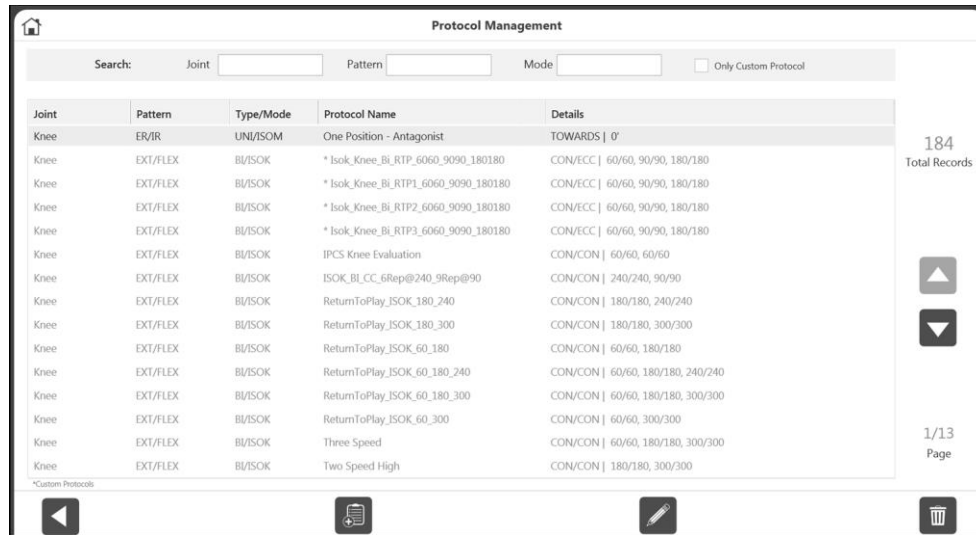 Protocol Management
Search: Joint Pattern Mode Only Custom Protocol
Joint Pattern Type/Mode Protocol Name Details
Knee ER/IR UNI/ISOM One Position - Antagonist TOWARDS | 0'
Knee EXT/FLEX BI/ISOK * Isok_Knee_Bi_RTP_6060_9090_180180 CON/ECC | 60/60, 90/90, 180/180
Knee EXT/FLEX BI/ISOK * Isok_Knee_Bi_RTP1_6060_9090_180180 CON/ECC | 60/60, 90/90, 180/180
Knee EXT/FLEX BI/ISOK * Isok_Knee_Bi_RTP2_6060_9090_180180 CON/ECC | 60/60, 90/90, 180/180
Knee EXT/FLEX BI/ISOK * Isok_Knee_Bi_RTP3_6060_9090_180180 CON/ECC | 60/60, 90/90, 180/180
Knee EXT/FLEX BI/ISOK IPCS Knee Evaluation CON/CON | 60/60, 60/60
Knee EXT/FLEX BI/ISOK ISOK_BI_CC_6Rep@240_9Rep@90 CON/CON | 240/240, 90/90
Knee EXT/FLEX BI/ISOK ReturnToPlay_ISOK_180_240 CON/CON | 180/180, 240/240
Knee EXT/FLEX BI/ISOK ReturnToPlay_ISOK_180_300 CON/CON | 180/180, 300/300
Knee EXT/FLEX BI/ISOK ReturnToPlay_ISOK_60_180 CON/CON | 60/60, 180/180
Knee EXT/FLEX BI/ISOK ReturnToPlay_ISOK_60_180_240 CON/CON | 60/60, 180/180, 240/240
Knee EXT/FLEX BI/ISOK ReturnToPlay_ISOK_60_180_300 CON/CON | 60/60, 180/180, 300/300
Knee EXT/FLEX BI/ISOK ReturnToPlay_ISOK_60_300 CON/CON | 60/60, 300/300
Knee EXT/FLEX BI/ISOK Three Speed CON/CON | 60/60, 180/180, 300/300
Knee EXT/FLEX BI/ISOK Two Speed High CON/CON | 180/180, 300/300
*Custom Protocols
184
Total Records
1/13
Page